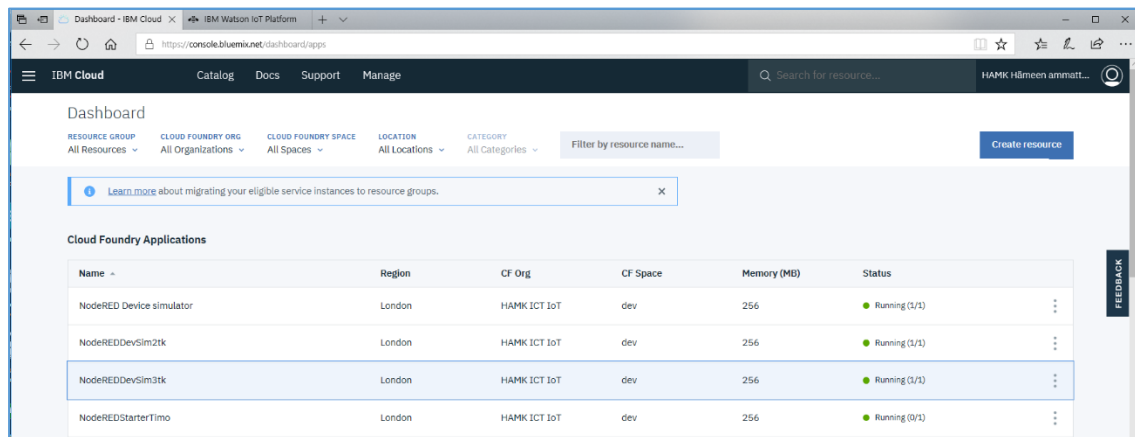 Dashboard - IBM Cloud IBM Watson IoT Platform
https://console.bluemix.net/dashboard/apps
IBM Cloud Catalog Docs Support Manage Search for resource... HAMK Hämeen ammatt...
Dashboard
RESOURCE GROUP CLOUD FOUNDRY ORG CLOUD FOUNDRY SPACE LOCATION CATEGORY
All Resources All Organizations All Spaces All Locations All Categories Filter by resource name... Create resource
Learn more about migrating your eligible service instances to resource groups.
Cloud Foundry Applications
Name Region CF Org CF Space Memory (MB) Status
NodeRED Device simulator London HAMK ICT IoT dev 256 Running (1/1)
NodeREDDevSim2tk London HAMK ICT IoT dev 256 Running (1/1)
NodeREDDevSim3tk London HAMK ICT IoT dev 256 Running (1/1)
NodeREDStarterTimo London HAMK ICT IoT dev 256 Running (0/1)
FEEDBACK